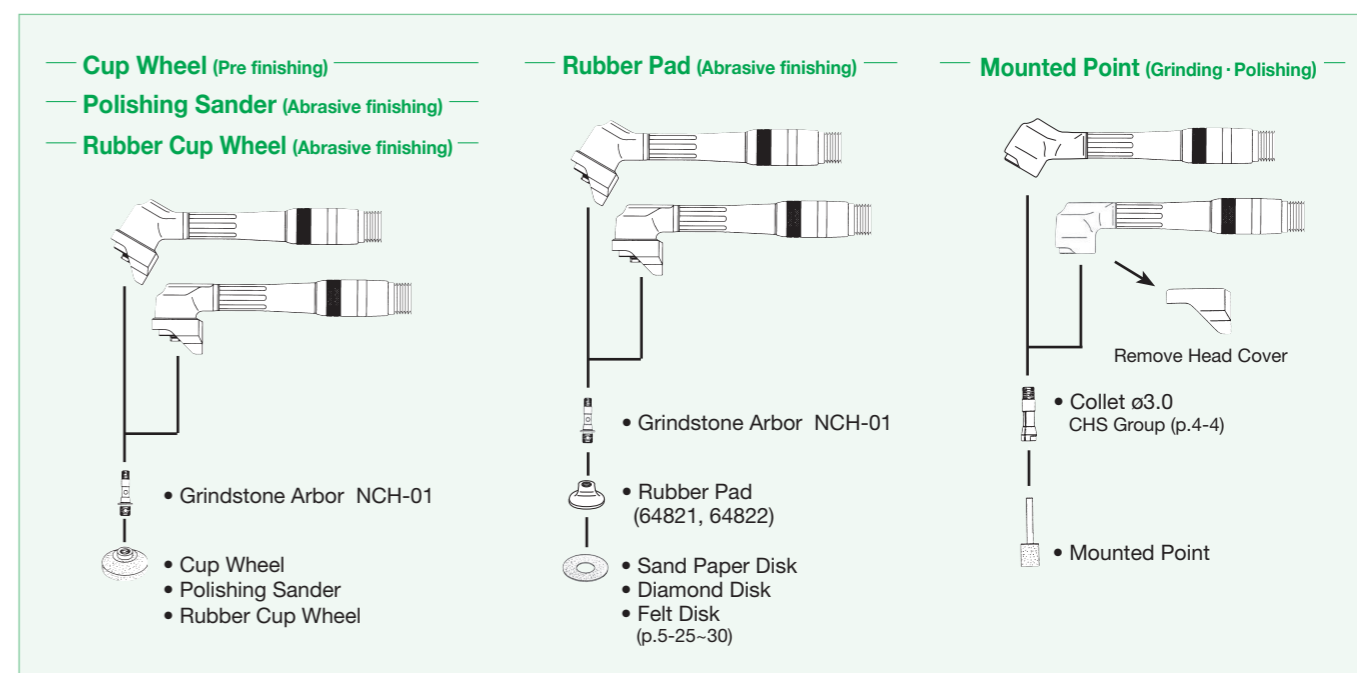 Cup Wheel (Pre finishing)
Polishing Sander (Abrasive finishing)
Rubber Cup Wheel (Abrasive finishing)
• Grindstone Arbor NCH-01
• Cup Wheel
• Polishing Sander
• Rubber Cup Wheel
Rubber Pad (Abrasive finishing)
• Grindstone Arbor NCH-01
• Rubber Pad
(64821, 64822)
• Sand Paper Disk
• Diamond Disk
• Felt Disk
(p.5-25~30)
Mounted Point (Grinding · Polishing)
Remove Head Cover
• Collet ø3.0
CHS Group (p.4-4)
• Mounted Point